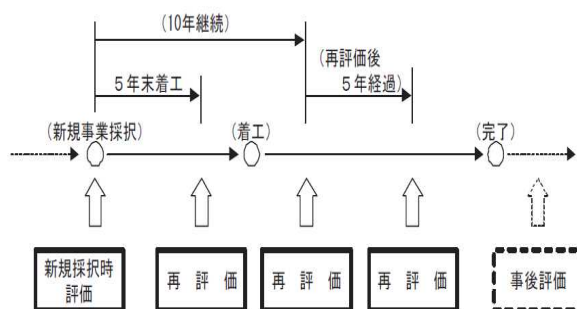 (10年継続)
(再評価後
5年経過)
5年末着工
(新規事業採択)
(着工)
(完了)
新規採択時
評価
再 評 価
再 評 価
再 評 価
事後評価